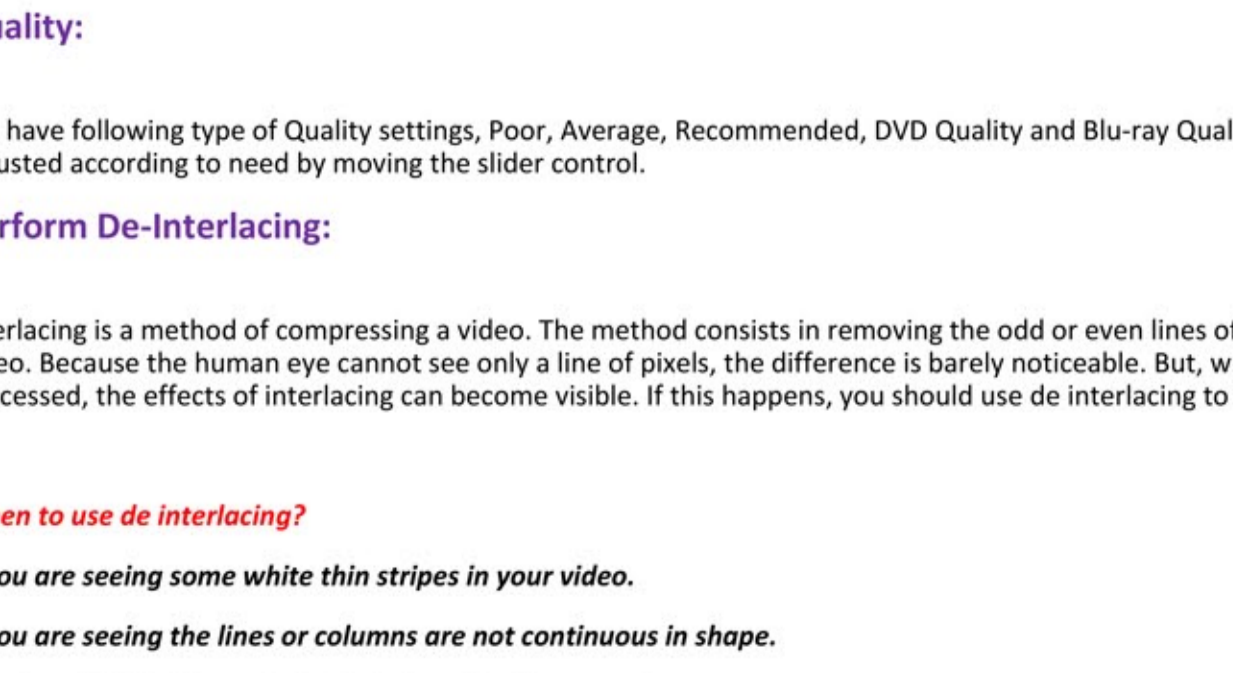 ality:
have following type of Quality settings, Poor, Average, Recommended, DVD Quality and Blu-ray Qual
usted according to need by moving the slider control.
rform De-Interlacing:
erlacing is a method of compressing a video. The method consists in removing the odd or even lines of
eo. Because the human eye cannot see only a line of pixels, the difference is barely noticeable. But, w
cessed, the effects of interlacing can become visible. If this happens, you should use de interlacing to
en to use de interlacing?
ou are seeing some white thin stripes in your video.
ou are seeing the lines or columns are not continuous in shape.